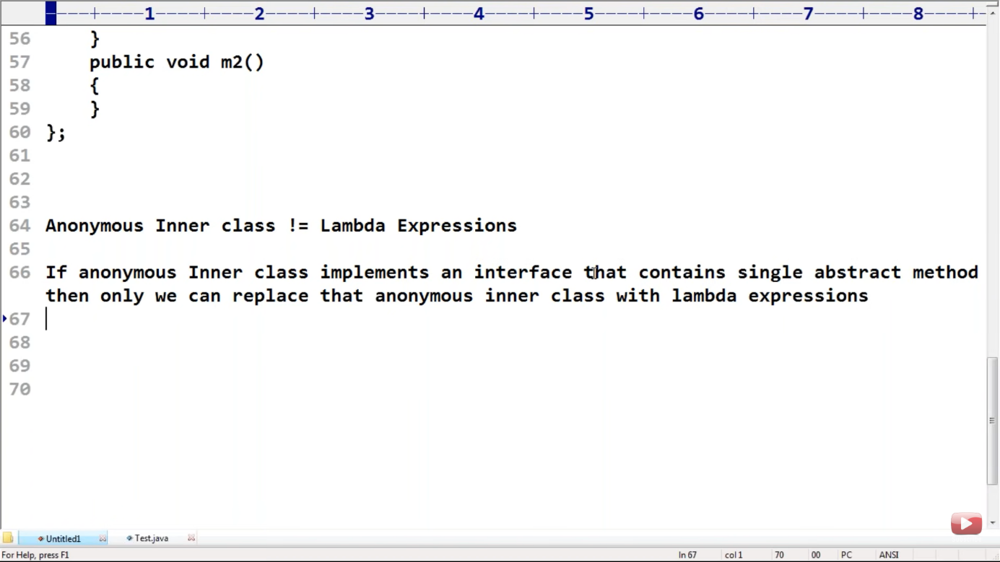 ----+----1----+----2----+----3----+----4----+----5----+----6----+----7----+----8----+-
56 }
57 public void m2()
58 {
59 }
60 };
61
62
63
64 Anonymous Inner class != Lambda Expressions
65
66 If anonymous Inner class implements an interface that contains single abstract method
then only we can replace that anonymous inner class with lambda expressions
67
68
69
70
Untitled1 Test.java
For Help, press F1 ln 67 col 1 70 00 PC ANSI